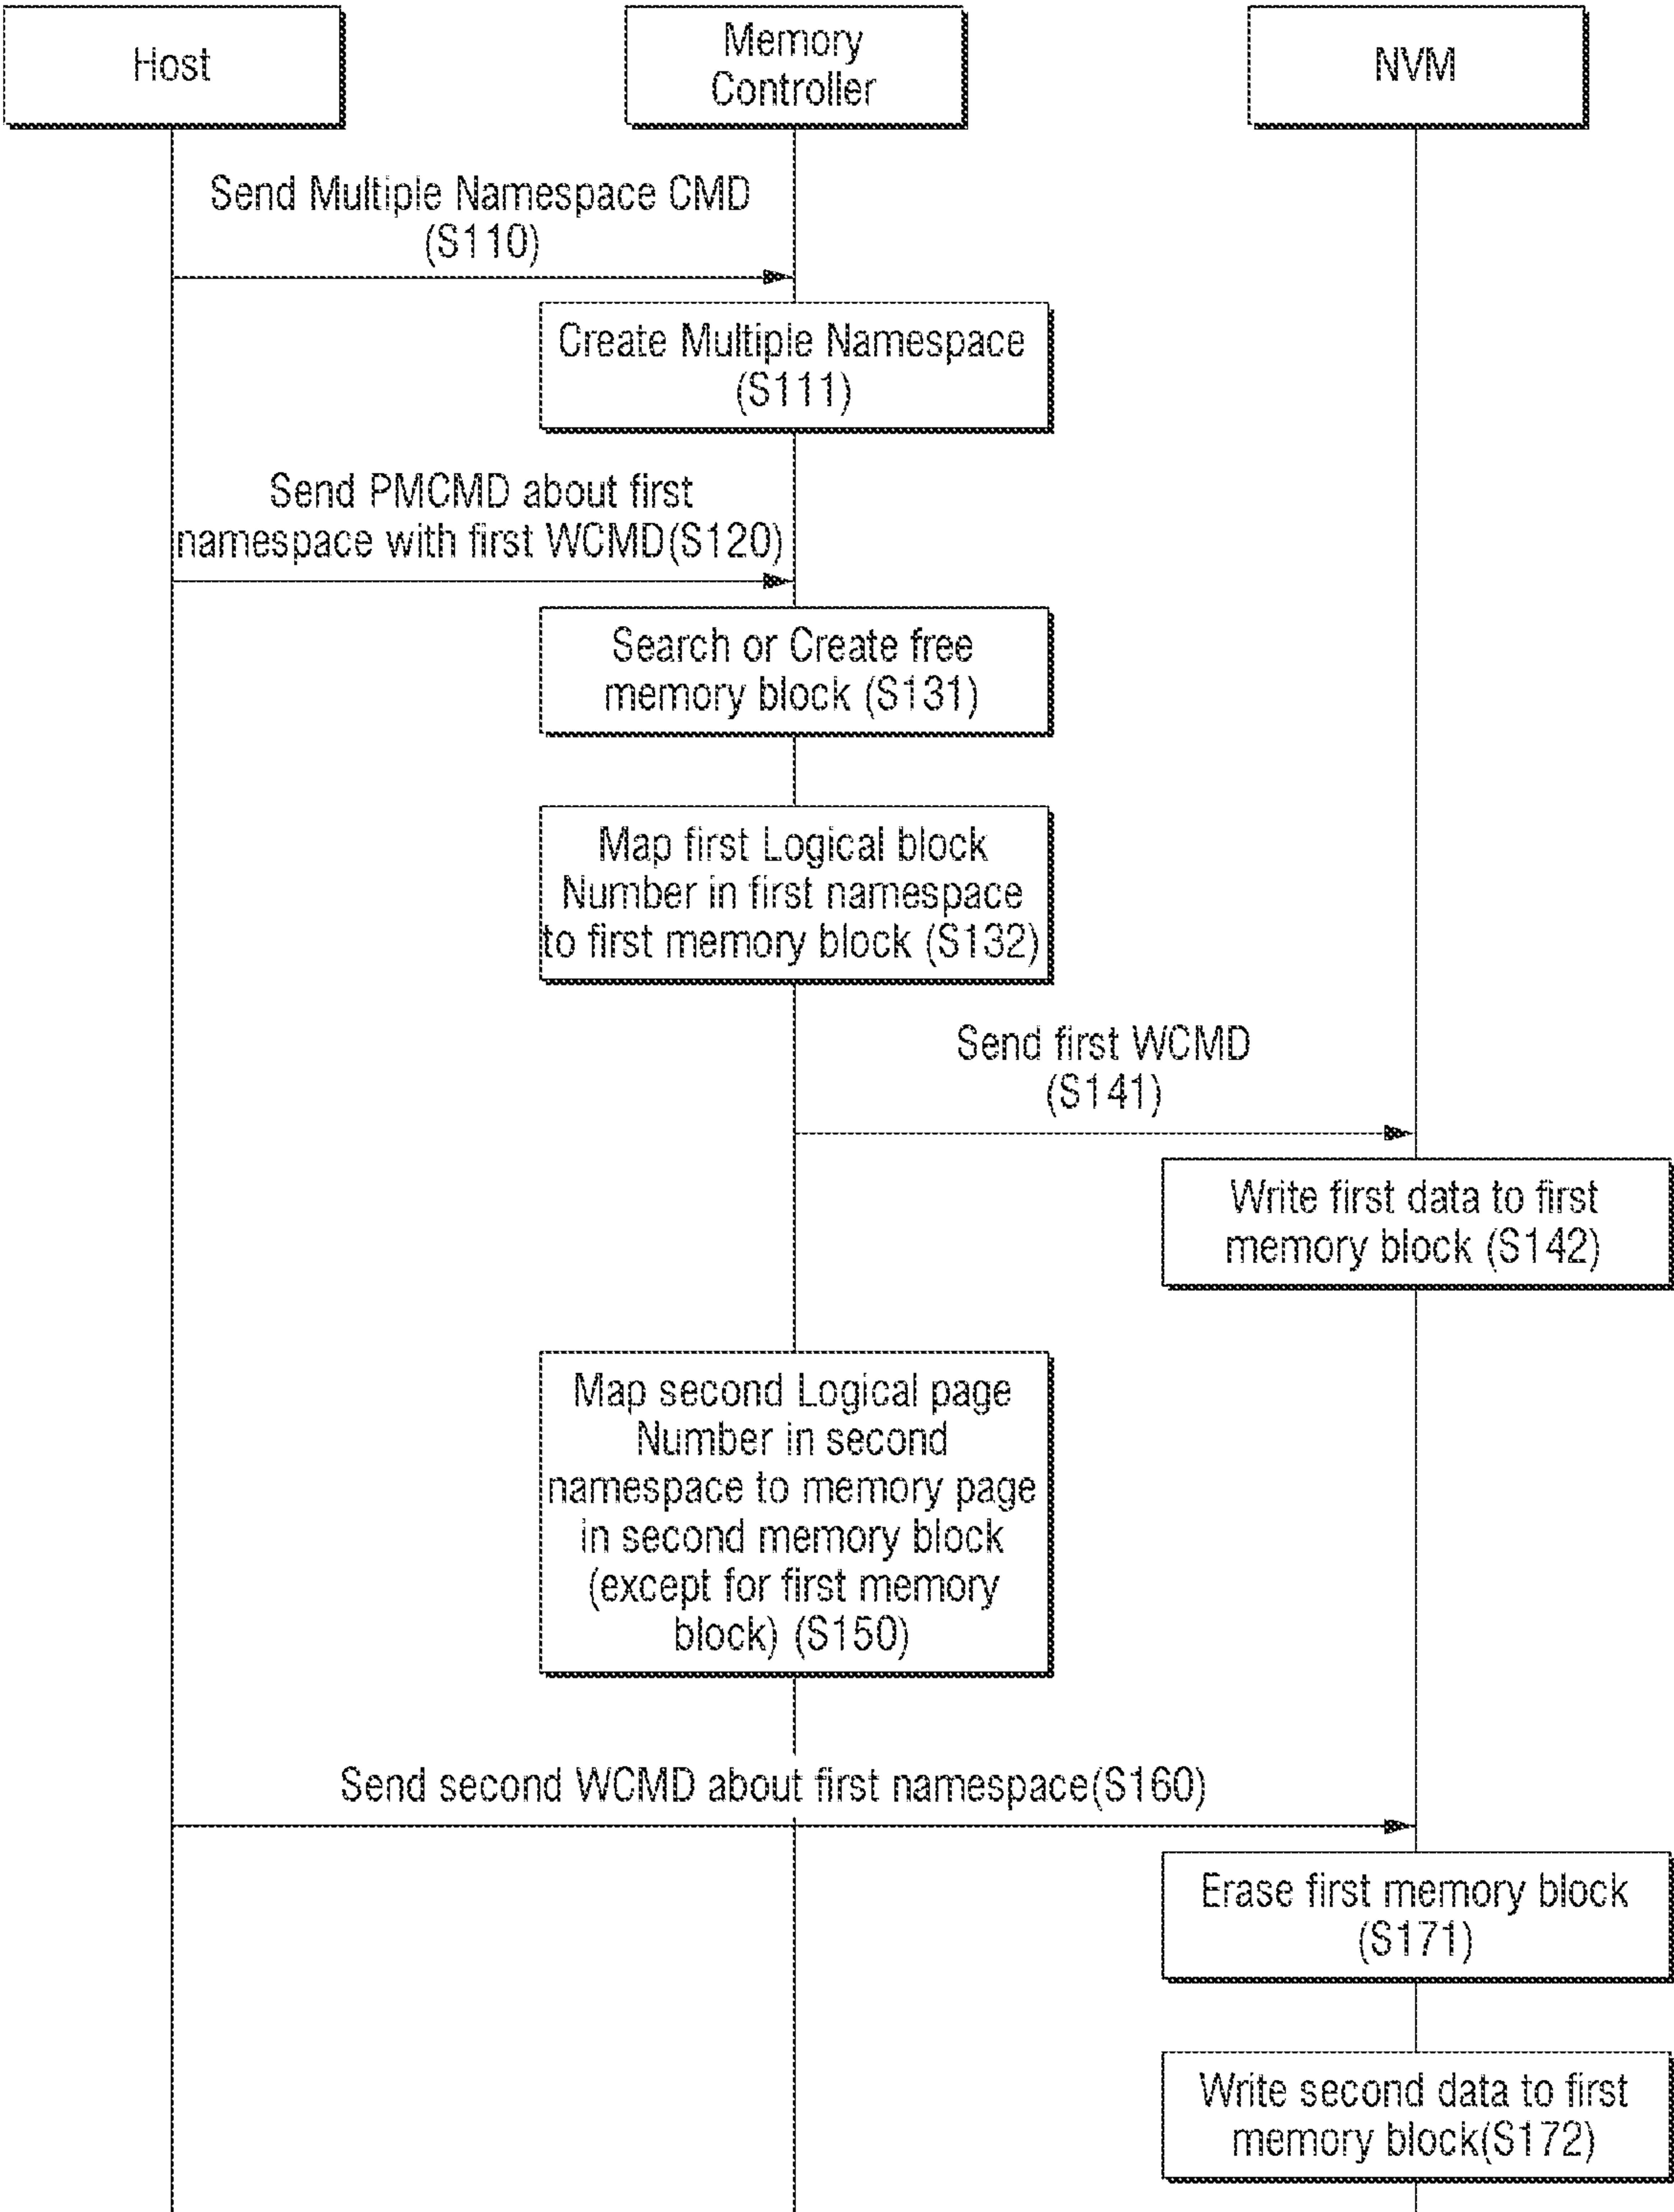 Host
Memory
Controller
NVM
Send Multiple Namespace CMD
(S110)
Create Multiple Namespace
(S111)
Send PMCMD about first
namespace with first WCMD(S120)
Search or Create free
memory block (S131)
Map first Logical block
Number in first namespace
to first memory block (S132)
Send first WCMD
(S141)
Write first data to first
memory block (S142)
Map second Logical page
Number in second
namespace to memory page
in second memory block
(except for first memory
block) (S150)
Send second WCMD about first namespace(S160)
Erase first memory block
(S171)
Write second data to first
memory block(S172)